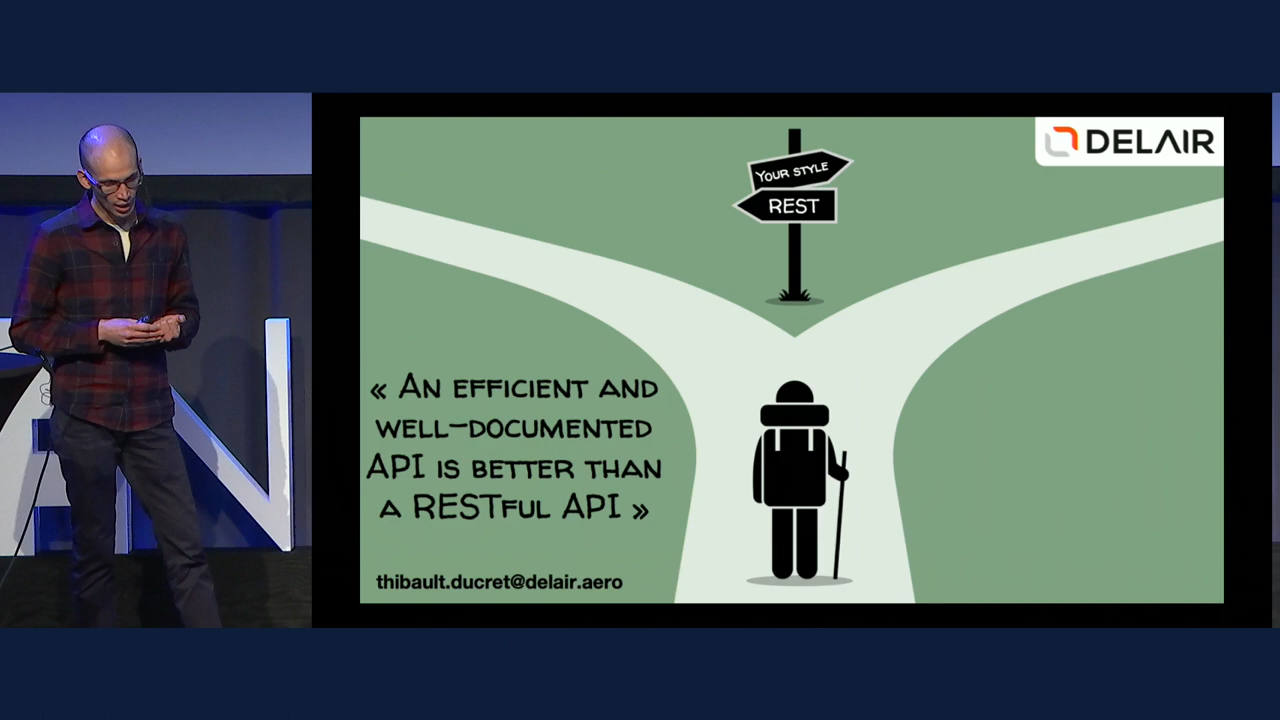 DELAIR
YOUR STYLE
REST
« AN EFFICIENT AND
WELL-DOCUMENTED
API IS BETTER THAN
A RESTFUL API »
thibault.ducret@delair.aero